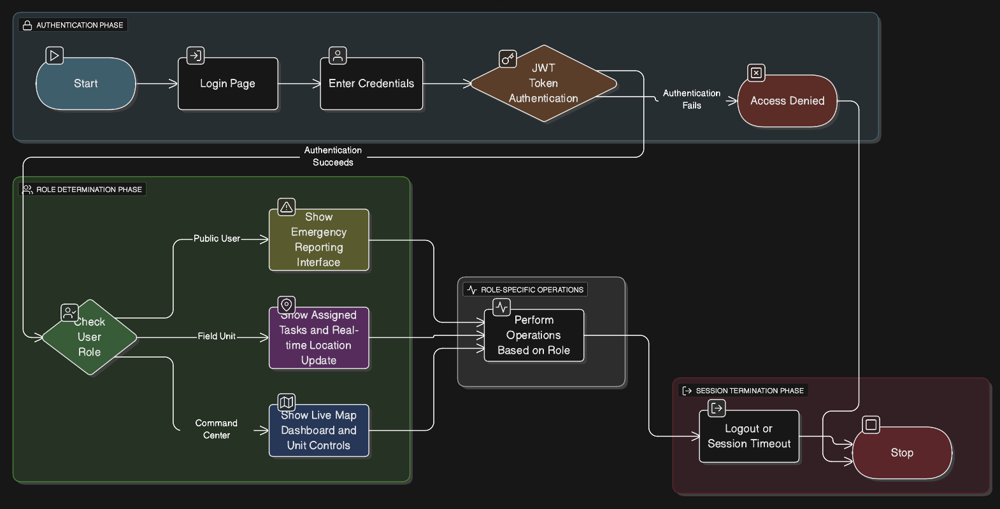 AUTHENTICATION PHASE
Start
Login Page
Enter Credentials
JWT
Token
Authentication
Authentication
Fails
Access Denied
Authentication
Succeeds
ROLE DETERMINATION PHASE
Check
User
Role
Public User
Field Unit
Command
Center
Show
Emergency
Reporting
Interface
Show Assigned
Tasks and Real-
time Location
Update
Show Live Map
Dashboard and
Unit Controls
ROLE-SPECIFIC OPERATIONS
Perform
Operations
Based on Role
SESSION TERMINATION PHASE
Logout or
Session Timeout
Stop